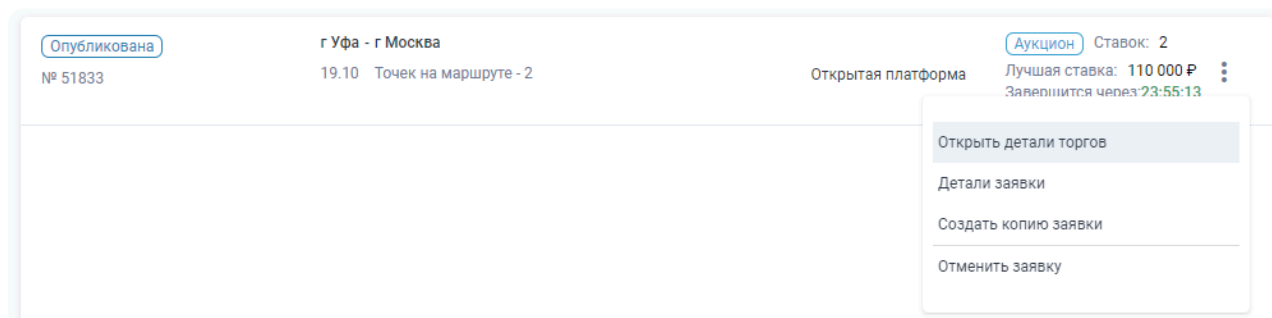 Опубликована
г Уфа - г Москва
Аукцион Ставок: 2
№ 51833
19.10 Точек на маршруте - 2
Открытая платформа
Лучшая ставка: 110 000 ₽
Завершится через:23:55:13
Открыть детали торгов
Детали заявки
Создать копию заявки
Отменить заявку